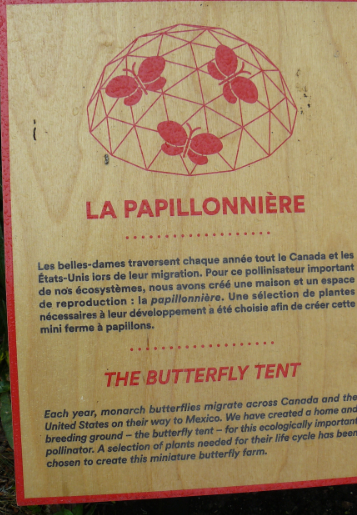 LA PAPILLONNIÈRE
Les belles-dames traversent chaque année tout le Canada et les
États-Unis lors de leur migration. Pour ce pollinisateur important
de nos écosystèmes, nous avons créé une maison et un espace
de reproduction : la papillonnière. Une sélection de plantes
nécessaires à leur développement a été choisie afin de créer cette
mini ferme à papillons.
THE BUTTERFLY TENT
Each year, monarch butterflies migrate across Canada and the
United States on their way to Mexico. We have created a home and
breeding ground – the butterfly tent – for this ecologically important
pollinator. A selection of plants needed for their life cycle has been
chosen to create this miniature butterfly farm.